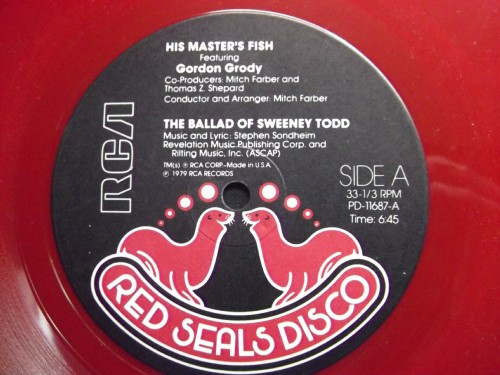 HIS MASTER'S FISH
Featuring
Gordon Grody
Co-Producers: Mitch Farber and
Thomas Z. Shepard
Conductor and Arranger: Mitch Farber
THE BALLAD OF SWEENEY TODD
Music and Lyric: Stephen Sondheim
Revelation Music Publishing Corp. and
Rilting Music, Inc. (ASCAP)
TM(s) ® RCA CORP-Made in U.S.A.
℗ 1979 RCA RECORDS
RCA
SIDE A
33-1/3 RPM
PD-11687-A
Time: 6:45
RED SEALS DISCO